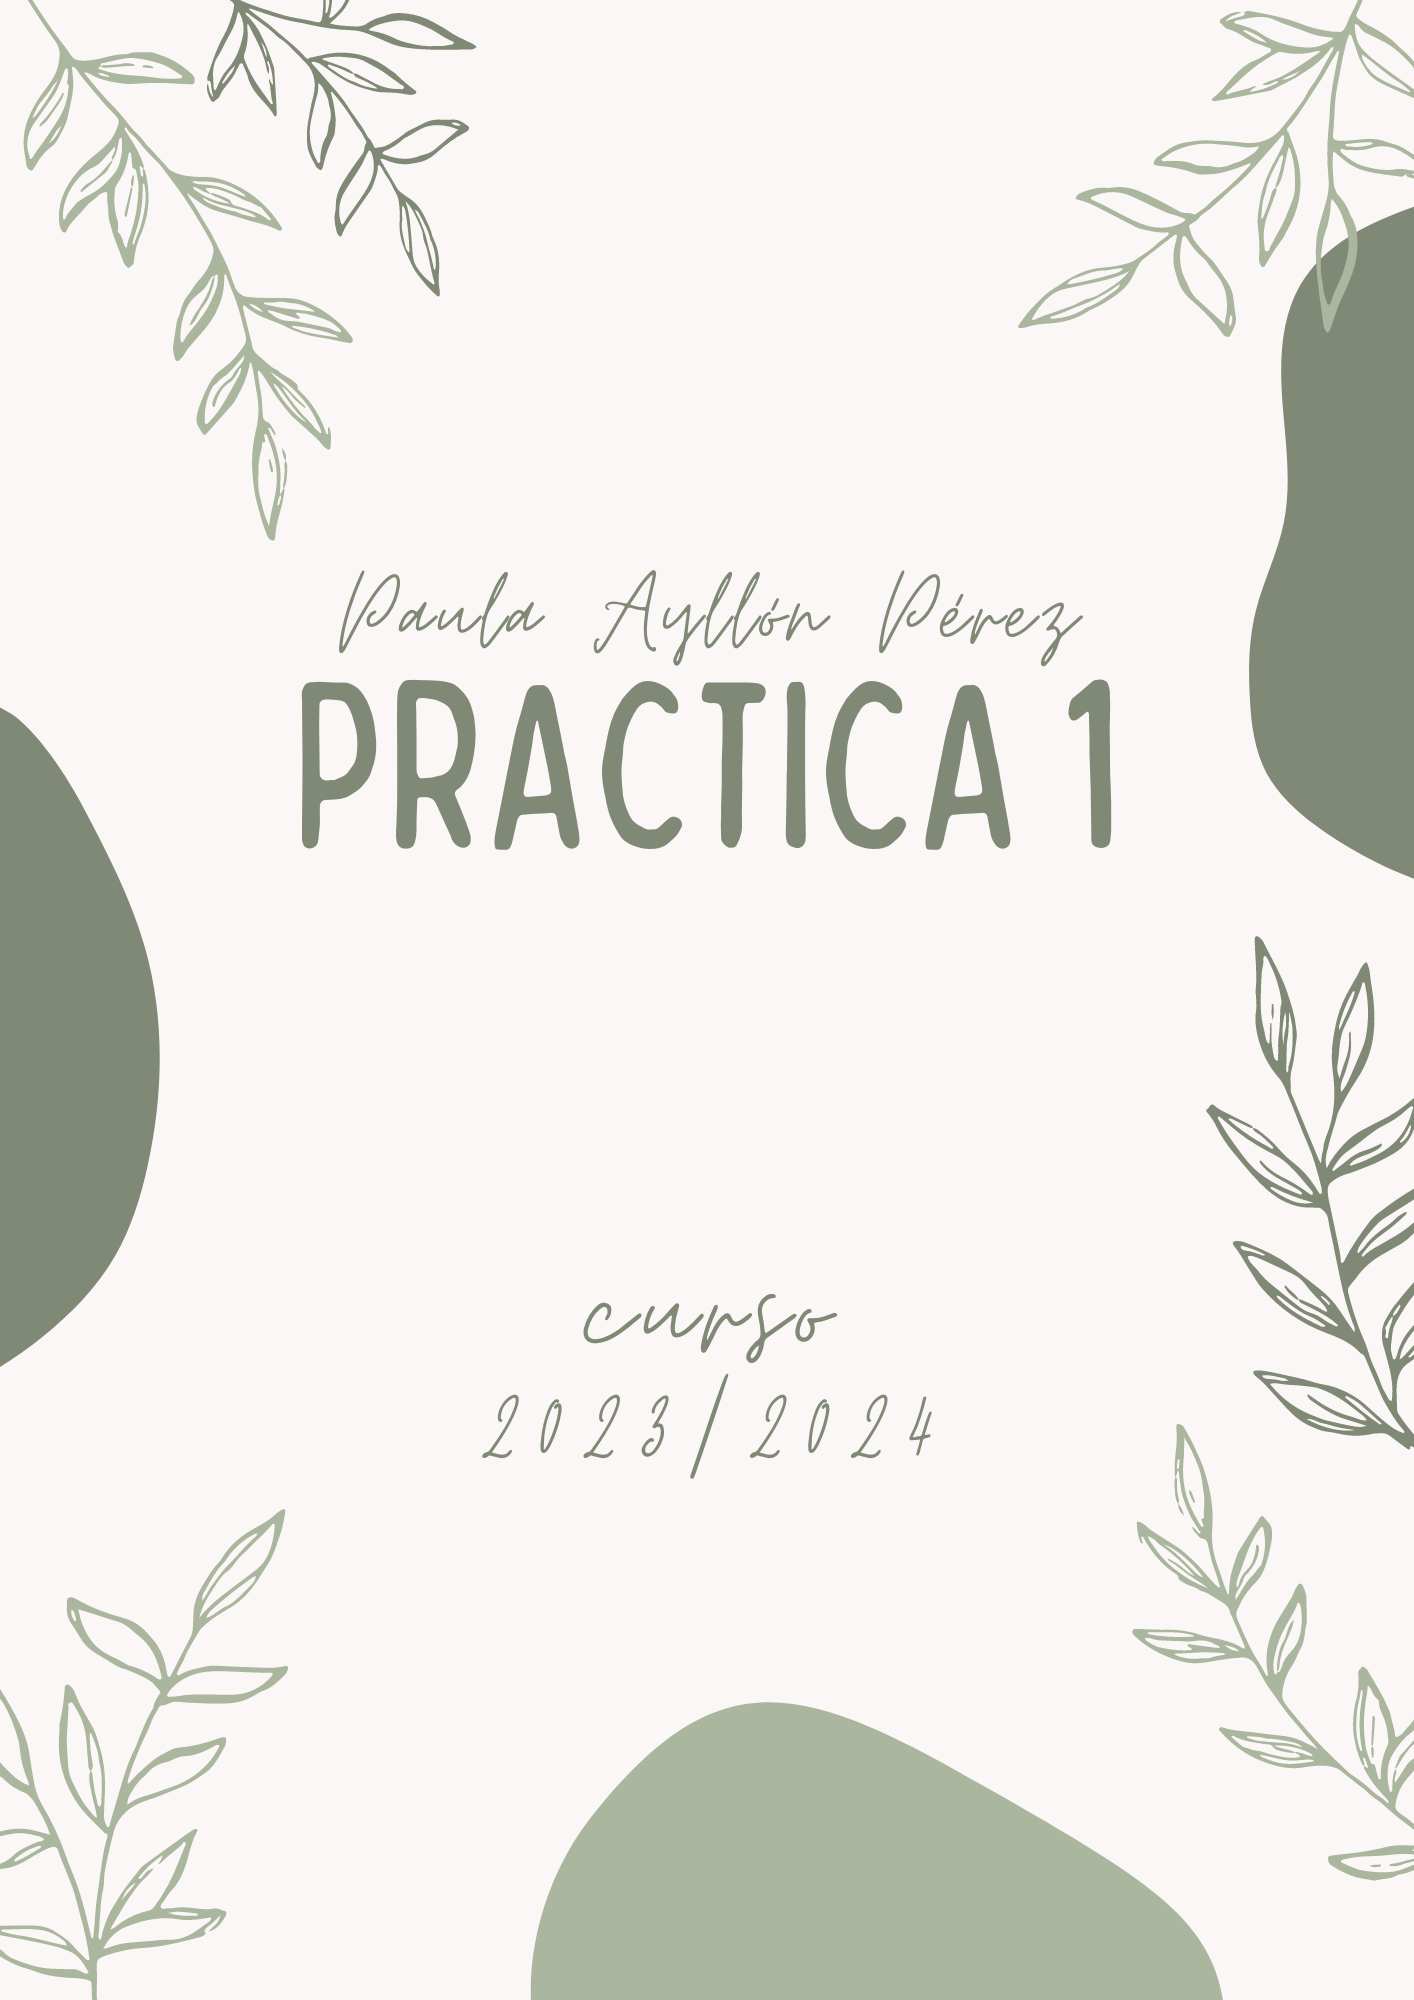 Paula Ayllón Pérez
PRACTICA 1
curso
2023/2024